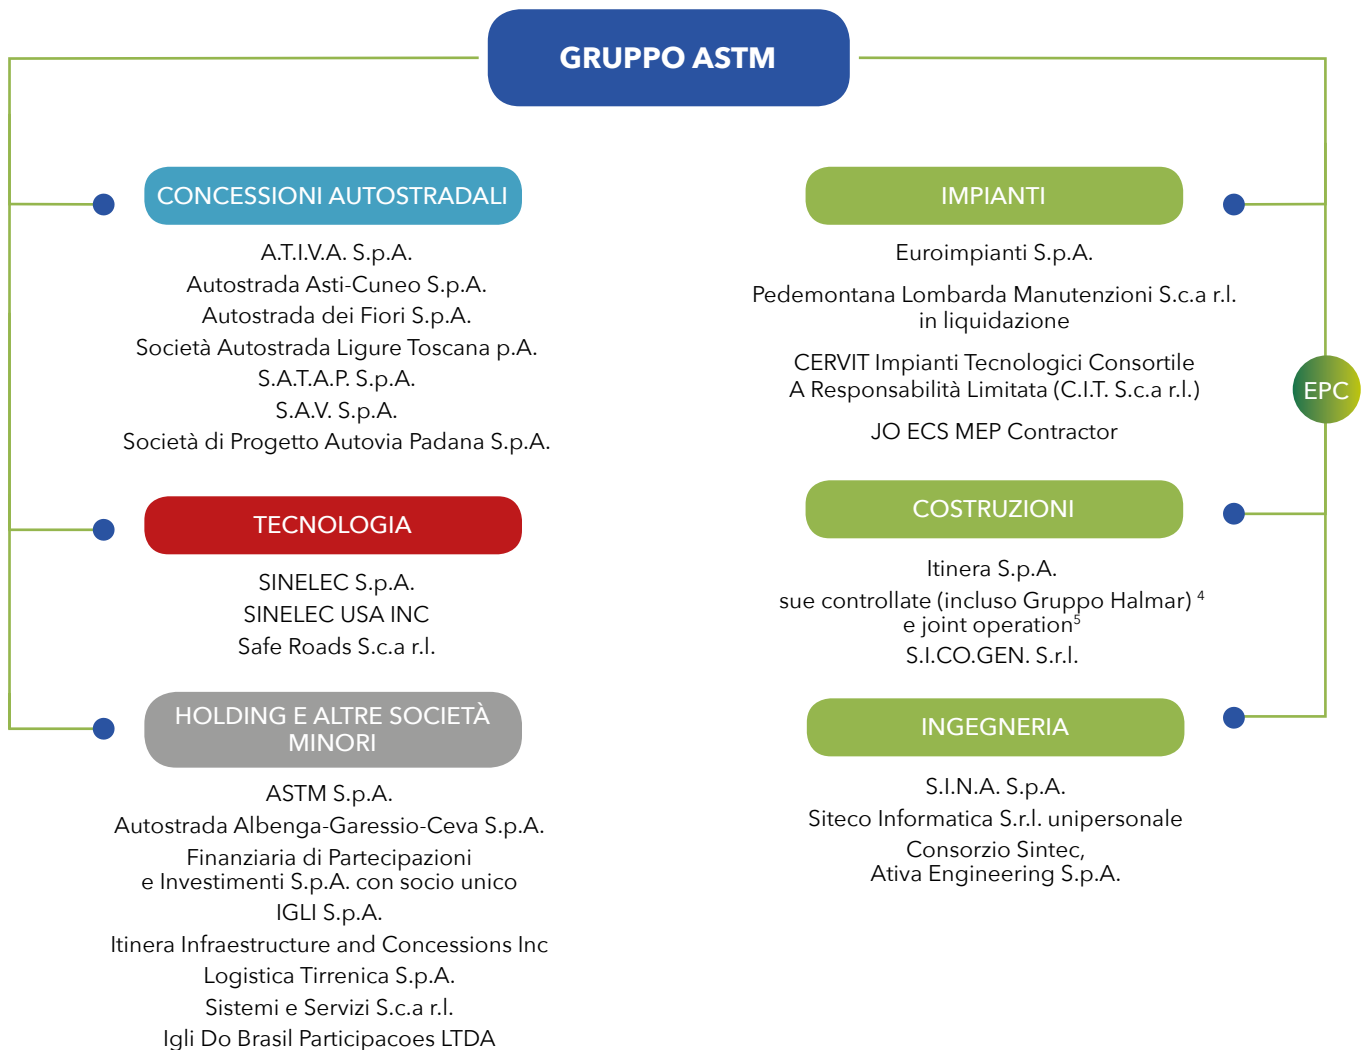 GRUPPO ASTM
CONCESSIONI AUTOSTRADALI
A.T.I.V.A. S.p.A.
Autostrada Asti-Cuneo S.p.A.
Autostrada dei Fiori S.p.A.
Società Autostrada Ligure Toscana p.A.
S.A.T.A.P. S.p.A.
S.A.V. S.p.A.
Società di Progetto Autovia Padana S.p.A.
TECNOLOGIA
SINELEC S.p.A.
SINELEC USA INC
Safe Roads S.c.a r.l.
HOLDING E ALTRE SOCIETÀ
MINORI
ASTM S.p.A.
Autostrada Albenga-Garessio-Ceva S.p.A.
Finanziaria di Partecipazioni
e Investimenti S.p.A. con socio unico
IGLI S.p.A.
Itinera Infraestructure and Concessions Inc
Logistica Tirrenica S.p.A.
Sistemi e Servizi S.c.a r.l.
Igli Do Brasil Participacoes LTDA
IMPIANTI
Euroimpianti S.p.A.
Pedemontana Lombarda Manutenzioni S.c.a r.l.
in liquidazione
CERVIT Impianti Tecnologici Consortile
A Responsabilità Limitata (C.I.T. S.c.a r.l.)
JO ECS MEP Contractor
EPC
COSTRUZIONI
Itinera S.p.A.
sue controllate (incluso Gruppo Halmar) 4
e joint operation5
S.I.CO.GEN. S.r.l.
INGEGNERIA
S.I.N.A. S.p.A.
Siteco Informatica S.r.l. unipersonale
Consorzio Sintec,
Ativa Engineering S.p.A.